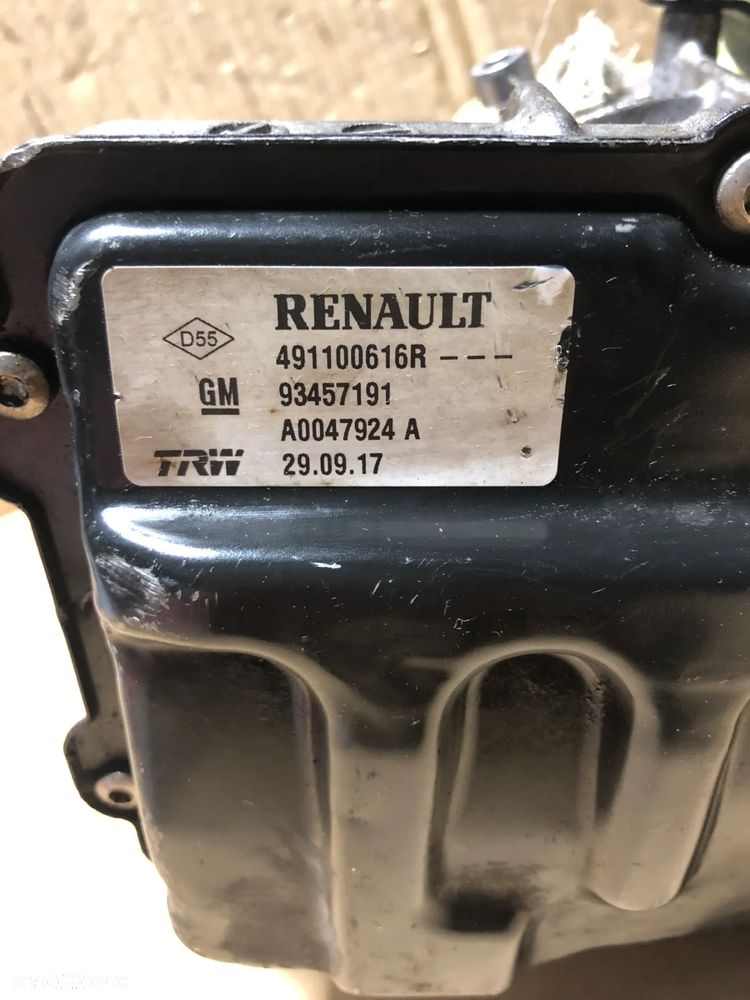 RENAULT
D55
491100616R ---
GM 93457191
A0047924 A
TRW 29.09.17